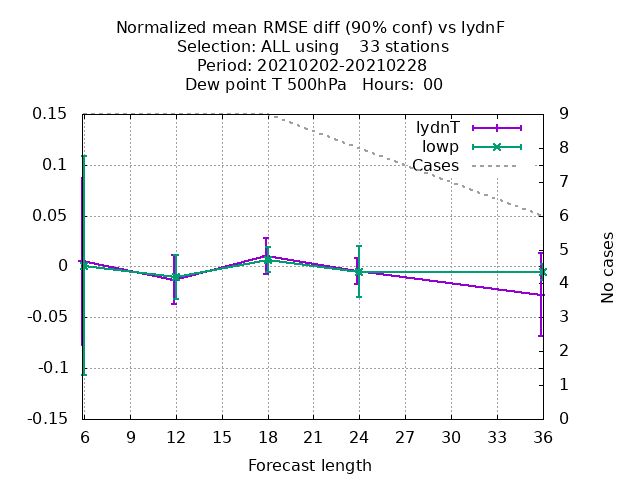 Normalized mean RMSE diff (90% conf) vs lydnF
Selection: ALL using    33 stations
Period: 20210202-20210228
Dew point T 500hPa   Hours:  00
0.15
0.1
0.05
0
-0.05
-0.1
-0.15
9
8
7
6
5
4
3
2
1
0
lydnT
lowp
Cases
No cases
6 9 12 15 18 21 24 27 30 33 36
Forecast length